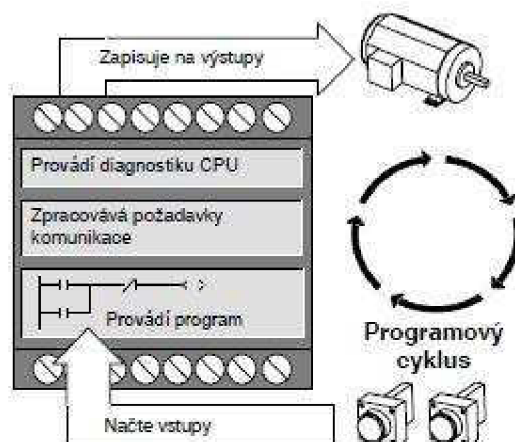 Zapisuje na výstupy
Provádí diagnostiku CPU
Zpracovává požadavky
komunikace
Provádí program
Programový
cyklus
Načte vstupy